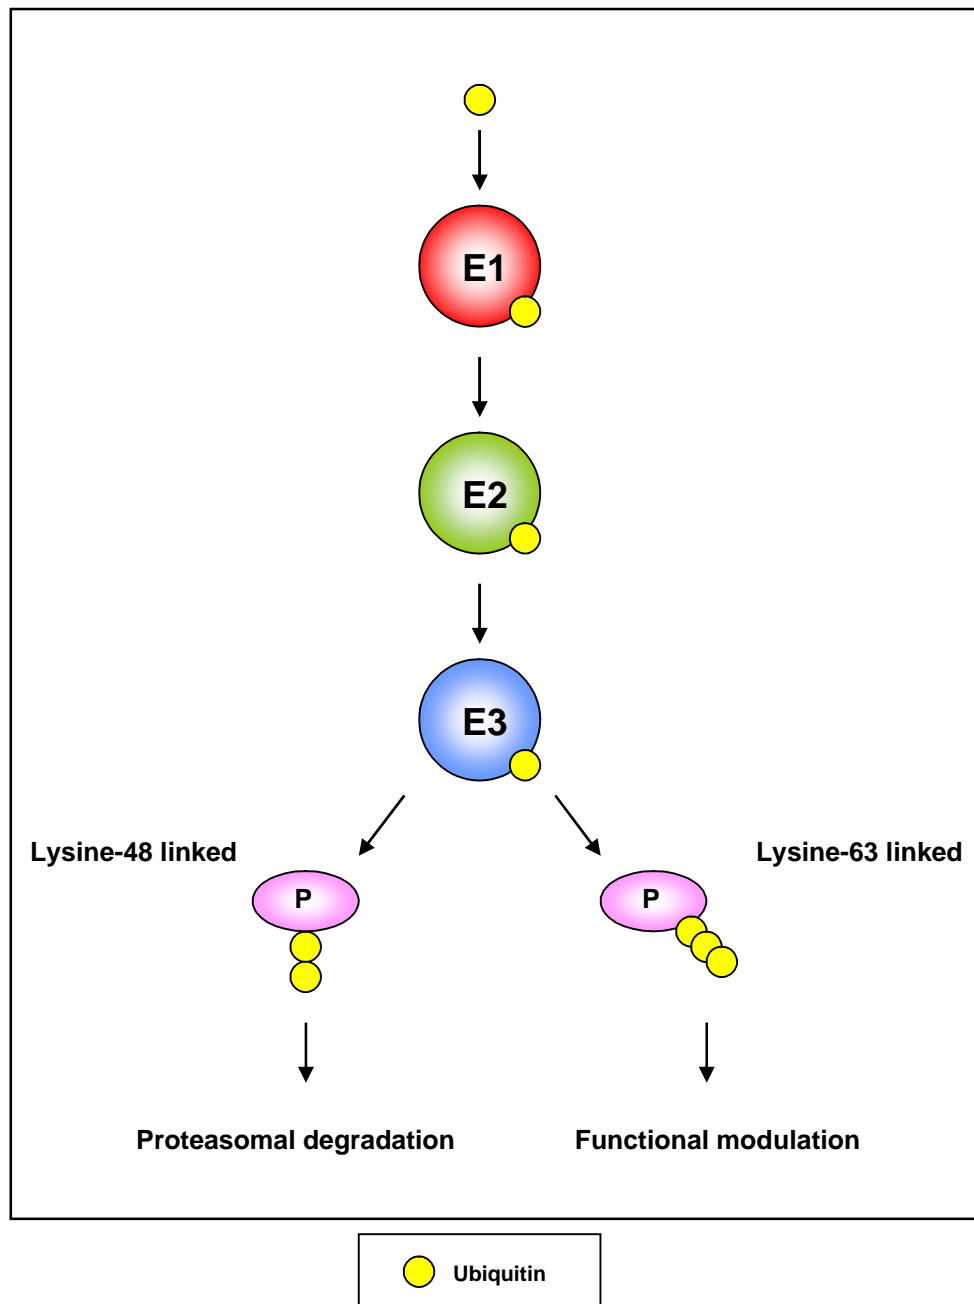 E1
E2
E3
Lysine-48 linked
Lysine-63 linked
P
P
Proteasomal degradation
Functional modulation
Ubiquitin